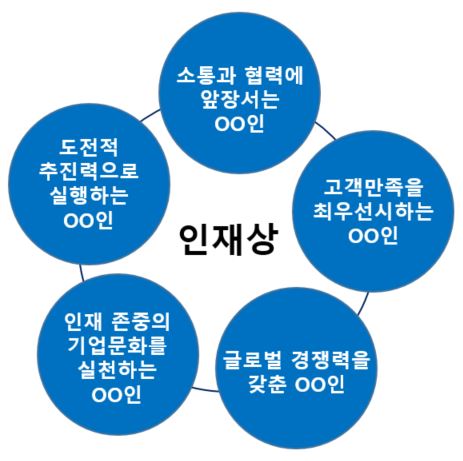 소통과 협력에
앞장서는
OO인
고객만족을
최우선시하는
OO인
글로벌 경쟁력을
갖춘 OO인
인재 존중의
기업문화를
실천하는
OO인
도전적
추진력으로
실행하는
OO인
인재상